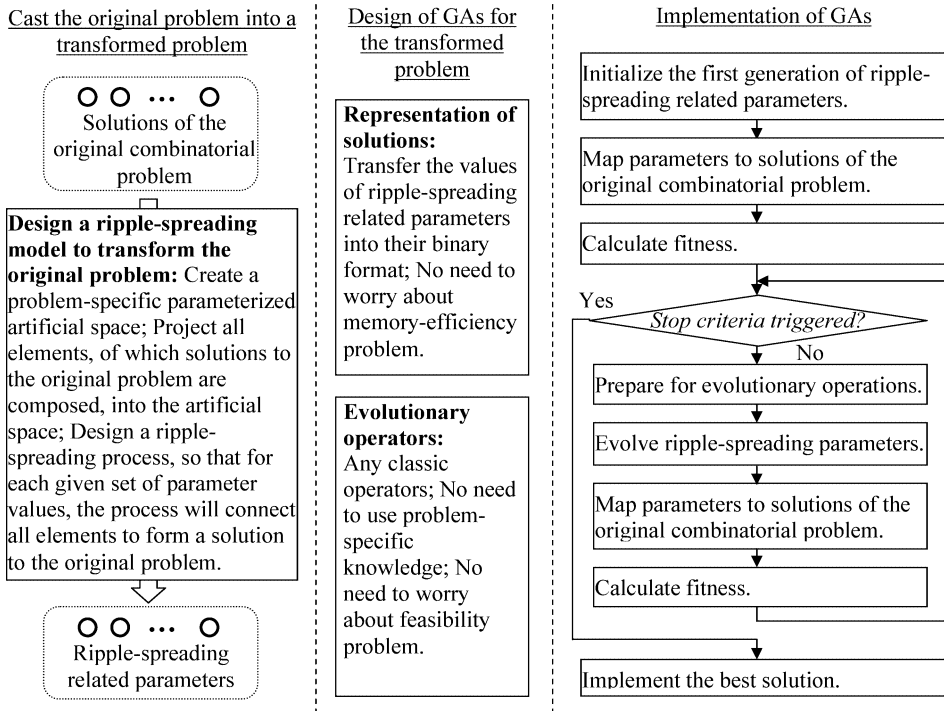 Cast the original problem into a
transformed problem
...
Solutions of the
original combinatorial
problem
Design a ripple-spreading
model to transform the
original problem: Create a
problem-specific parameterized
artificial space; Project all
elements, of which solutions to
the original problem are
composed, into the artificial
space; Design a ripple-
spreading process, so that for
each given set of parameter
values, the process will connect
all elements to form a solution
to the original problem.
...
Ripple-spreading
related parameters
Design of GAs for
the transformed
problem
Representation of
solutions:
Transfer the values
of ripple-spreading
related parameters
into their binary
format; No need to
worry about
memory-efficiency
problem.
Evolutionary
operators:
Any classic
operators; No need
to use problem-
specific
knowledge; No
need to worry
about feasibility
problem.
Implementation of GAs
Initialize the first generation of ripple-
spreading related parameters.
Map parameters to solutions of the
original combinatorial problem.
Calculate fitness.
Yes
Stop criteria triggered?
No
Prepare for evolutionary operations.
Evolve ripple-spreading parameters.
Map parameters to solutions of the
original combinatorial problem.
Calculate fitness.
Implement the best solution.